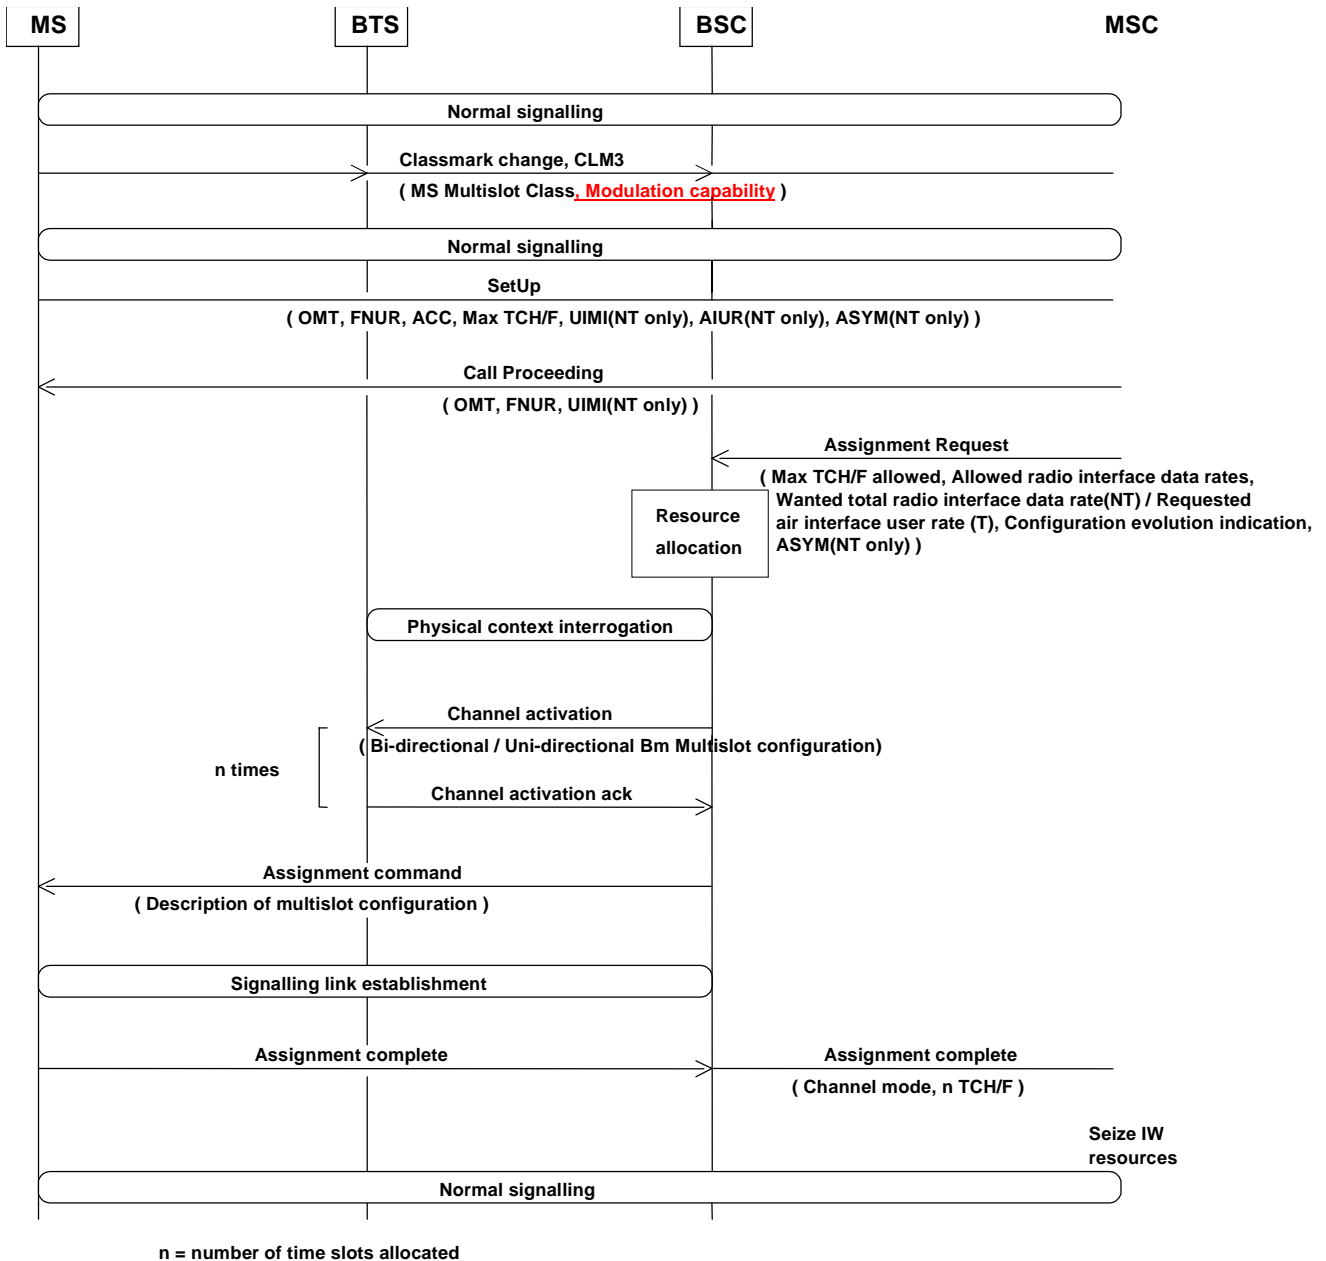 MS BTS BSC MSC
Normal signalling
Classmark change, CLM3
( MS Multislot Class, Modulation capability )
Normal signalling
SetUp
( OMT, FNUR, ACC, Max TCH/F, UIMI(NT only), AIUR(NT only), ASYM(NT only) )
Call Proceeding
( OMT, FNUR, UIMI(NT only) )
Assignment Request
( Max TCH/F allowed, Allowed radio interface data rates,
Wanted total radio interface data rate(NT) / Requested
air interface user rate (T), Configuration evolution indication,
ASYM(NT only) )
Resource
allocation
Physical context interrogation
Channel activation
( Bi-directional / Uni-directional Bm Multislot configuration)
n times
Channel activation ack
Assignment command
( Description of multislot configuration )
Signalling link establishment
Assignment complete Assignment complete
( Channel mode, n TCH/F )
Seize IW
resources
Normal signalling
n = number of time slots allocated